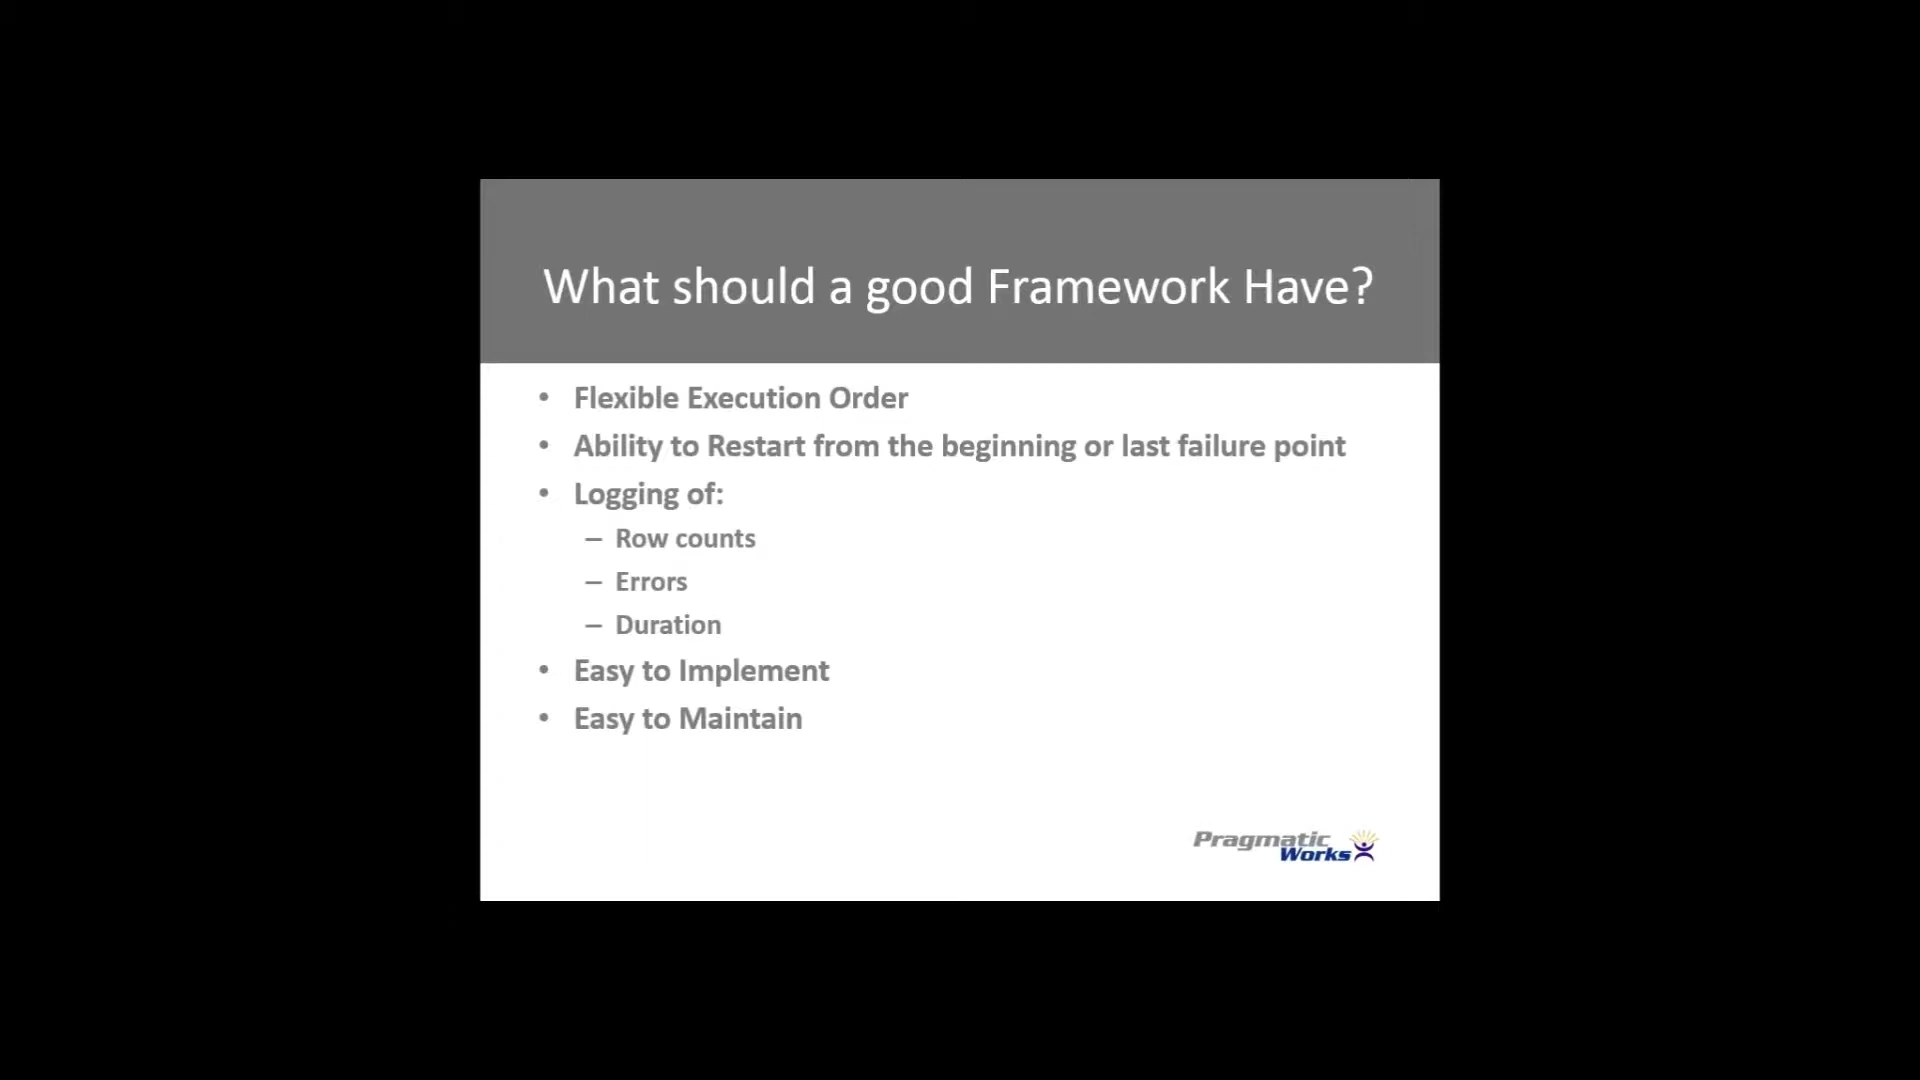 What should a good Framework Have?
• Flexible Execution Order
• Ability to Restart from the beginning or last failure point
• Logging of:
– Row counts
– Errors
– Duration
• Easy to Implement
• Easy to Maintain
Pragmatic
Works